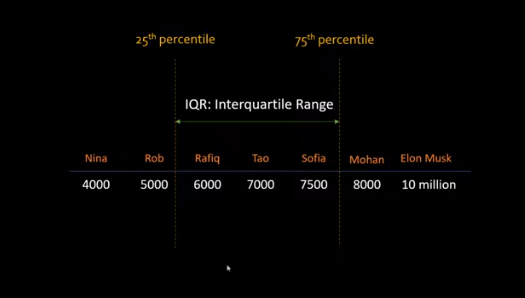 25th percentile 75th percentile
IQR: Interquartile Range
Nina Rob Rafiq Tao Sofia Mohan Elon Musk
4000 5000 6000 7000 7500 8000 10 million